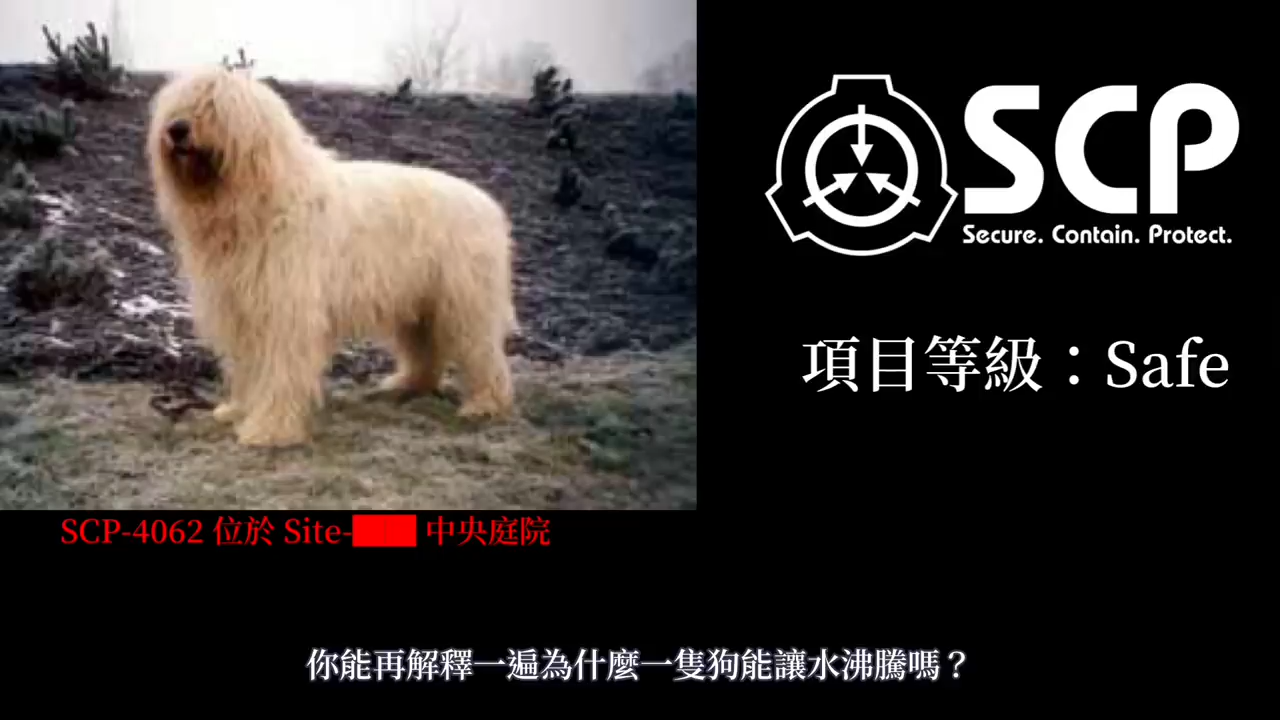 SCP
Secure. Contain. Protect.
項目等級：Safe
SCP-4062 位於 Site-███ 中央庭院
你能再解釋一遍為什麼一隻狗能讓水沸騰嗎？